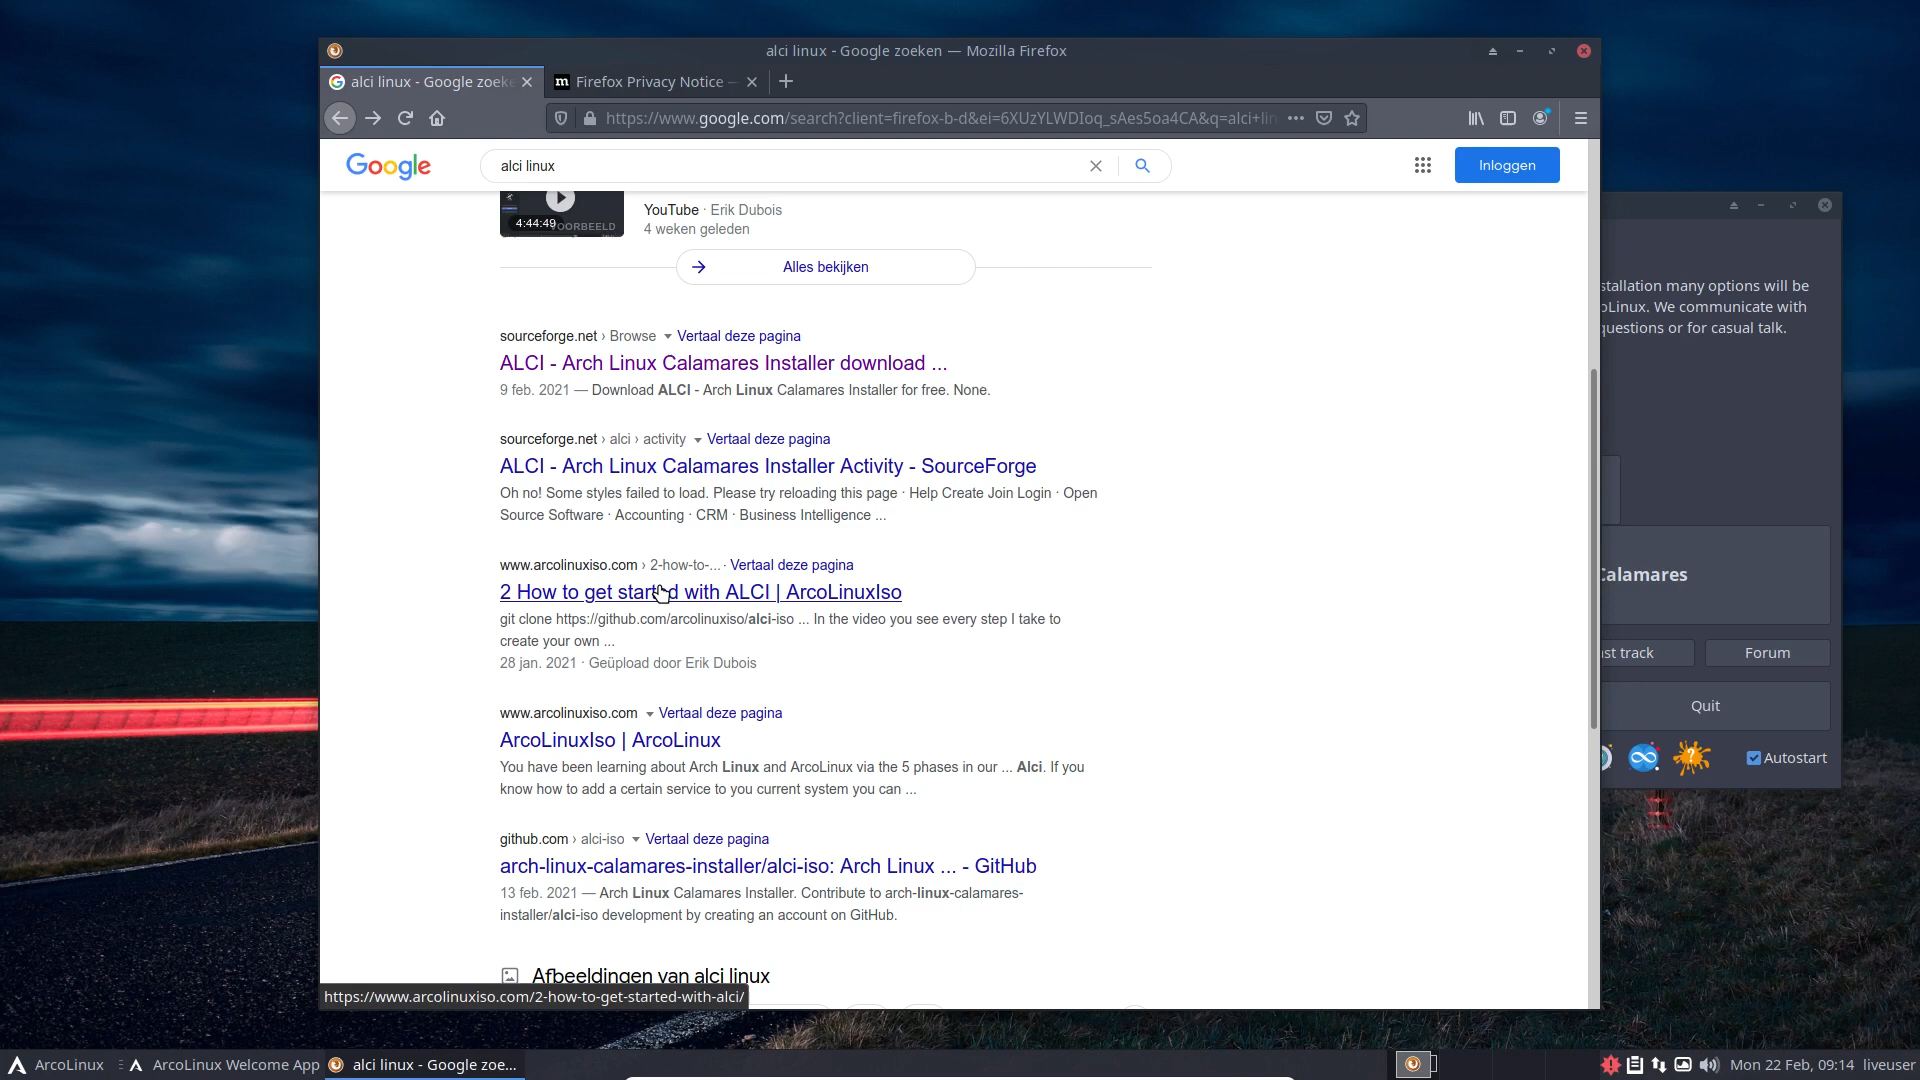 alci linux - Google zoeken — Mozilla Firefox
alci linux - Google zoeke
Firefox Privacy Notice
https://www.google.com/search?client=firefox-b-d&ei=6XUzYLWDIoq_sAes5oa4CA&q=alci+lin
Google
alci linux
Inloggen
4:44:49
VOORBEELD
YouTube · Erik Dubois
4 weken geleden
Alles bekijken
sourceforge.net › Browse Vertaal deze pagina
ALCI - Arch Linux Calamares Installer download ...
9 feb. 2021 — Download ALCI - Arch Linux Calamares Installer for free. None.
sourceforge.net › alci › activity Vertaal deze pagina
ALCI - Arch Linux Calamares Installer Activity - SourceForge
Oh no! Some styles failed to load. Please try reloading this page · Help Create Join Login · Open
Source Software · Accounting · CRM · Business Intelligence ...
www.arcolinuxiso.com › 2-how-to-... · Vertaal deze pagina
2 How to get started with ALCI | ArcoLinuxIso
git clone https://github.com/arcolinuxiso/alci-iso ... In the video you see every step I take to
create your own ...
28 jan. 2021 · Geüpload door Erik Dubois
www.arcolinuxiso.com Vertaal deze pagina
ArcoLinuxIso | ArcoLinux
You have been learning about Arch Linux and ArcoLinux via the 5 phases in our ... Alci. If you
know how to add a certain service to you current system you can ...
github.com › alci-iso Vertaal deze pagina
arch-linux-calamares-installer/alci-iso: Arch Linux ... - GitHub
13 feb. 2021 — Arch Linux Calamares Installer. Contribute to arch-linux-calamares-
installer/alci-iso development by creating an account on GitHub.
Afbeeldingen van alci linux
https://www.arcolinuxiso.com/2-how-to-get-started-with-alci/
stallation many options will be
oLinux. We communicate with
questions or for casual talk.
Calamares
st track
Forum
Quit
Autostart
ArcoLinux
ArcoLinux Welcome App
alci linux - Google zoe...
Mon 22 Feb, 09:14 liveuser